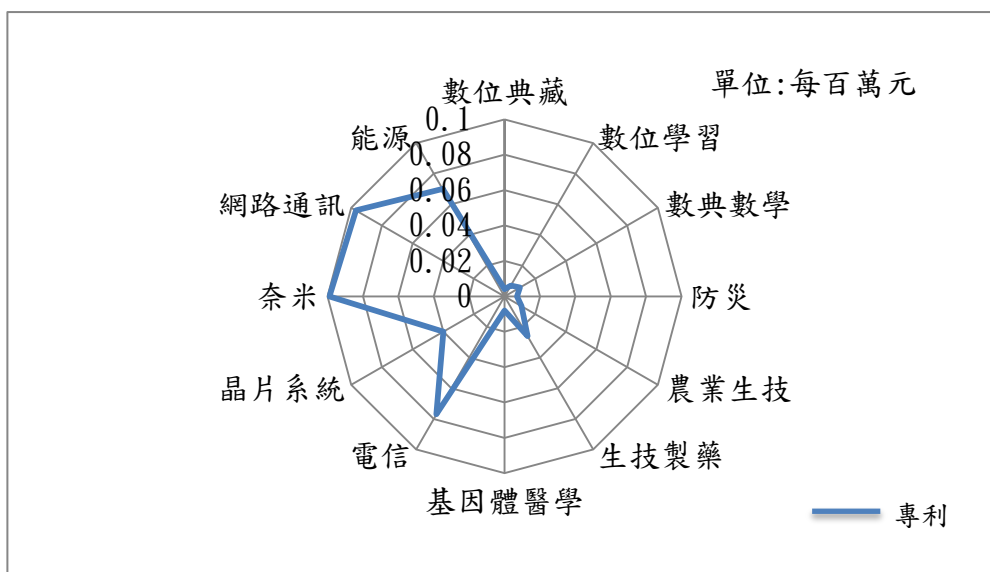 單位:每百萬元
數位典藏
數位學習
數典數學
防災
農業生技
生技製藥
基因體醫學
電信
晶片系統
奈米
網路通訊
能源
0.1
0.08
0.06
0.04
0.02
0
專利